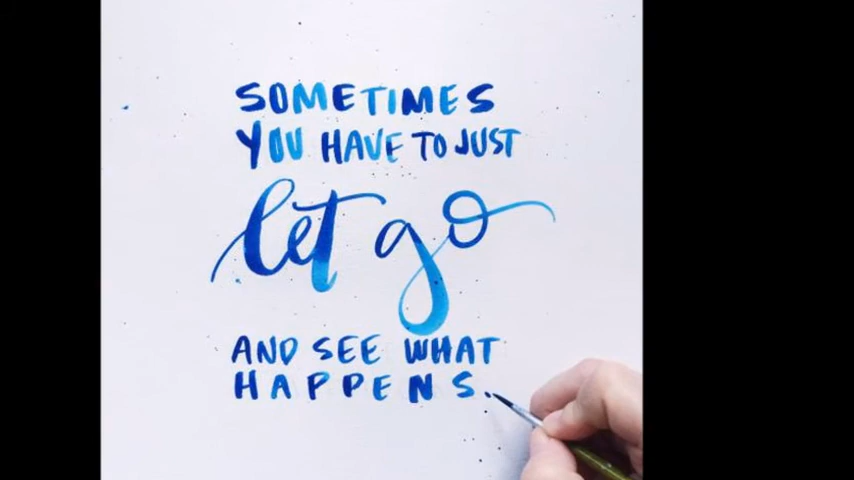 SOMETIMES
YOU HAVE TO JUST
let go
AND SEE WHAT
HAPPENS.